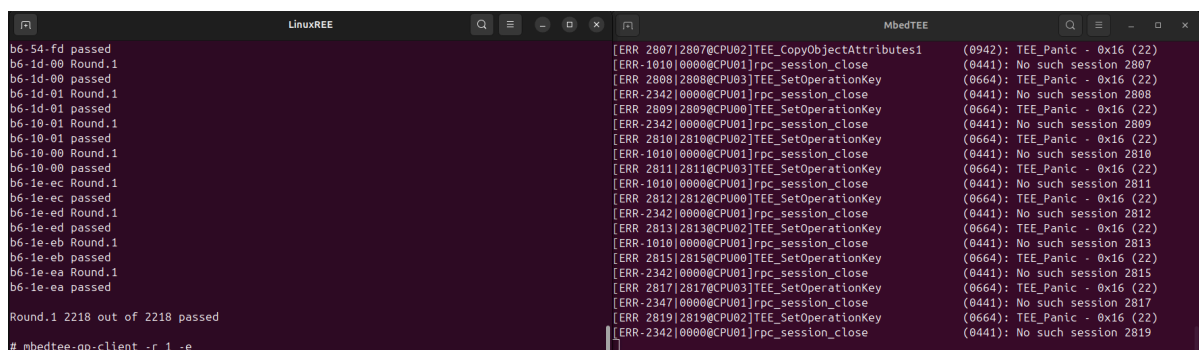 LinuxREE
b6-54-fd passed
b6-1d-00 Round.1
b6-1d-00 passed
b6-1d-01 Round.1
b6-1d-01 passed
b6-10-01 Round.1
b6-10-01 passed
b6-10-00 Round.1
b6-10-00 passed
b6-1e-ec Round.1
b6-1e-ec passed
b6-1e-ed Round.1
b6-1e-ed passed
b6-1e-eb Round.1
b6-1e-eb passed
b6-1e-ea Round.1
b6-1e-ea passed
Round.1 2218 out of 2218 passed
# mbedtee-gp-client -r 1 -e
MbedTEE
[ERR 2807|2807@CPU02]TEE_CopyObjectAttributes1 (0942): TEE_Panic - 0x16 (22)
[ERR-1010|0000@CPU01]rpc_session_close (0441): No such session 2807
[ERR 2808|2808@CPU03]TEE_SetOperationKey (0664): TEE_Panic - 0x16 (22)
[ERR-2342|0000@CPU01]rpc_session_close (0441): No such session 2808
[ERR 2809|2809@CPU00]TEE_SetOperationKey (0664): TEE_Panic - 0x16 (22)
[ERR-2342|0000@CPU01]rpc_session_close (0441): No such session 2809
[ERR 2810|2810@CPU02]TEE_SetOperationKey (0664): TEE_Panic - 0x16 (22)
[ERR-1010|0000@CPU01]rpc_session_close (0441): No such session 2810
[ERR 2811|2811@CPU03]TEE_SetOperationKey (0664): TEE_Panic - 0x16 (22)
[ERR-1010|0000@CPU01]rpc_session_close (0441): No such session 2811
[ERR 2812|2812@CPU00]TEE_SetOperationKey (0664): TEE_Panic - 0x16 (22)
[ERR-2342|0000@CPU01]rpc_session_close (0441): No such session 2812
[ERR 2813|2813@CPU02]TEE_SetOperationKey (0664): TEE_Panic - 0x16 (22)
[ERR-1010|0000@CPU01]rpc_session_close (0441): No such session 2813
[ERR 2815|2815@CPU00]TEE_SetOperationKey (0664): TEE_Panic - 0x16 (22)
[ERR-2342|0000@CPU01]rpc_session_close (0441): No such session 2815
[ERR 2817|2817@CPU03]TEE_SetOperationKey (0664): TEE_Panic - 0x16 (22)
[ERR-2347|0000@CPU01]rpc_session_close (0441): No such session 2817
[ERR 2819|2819@CPU02]TEE_SetOperationKey (0664): TEE_Panic - 0x16 (22)
[ERR-2342|0000@CPU01]rpc_session_close (0441): No such session 2819